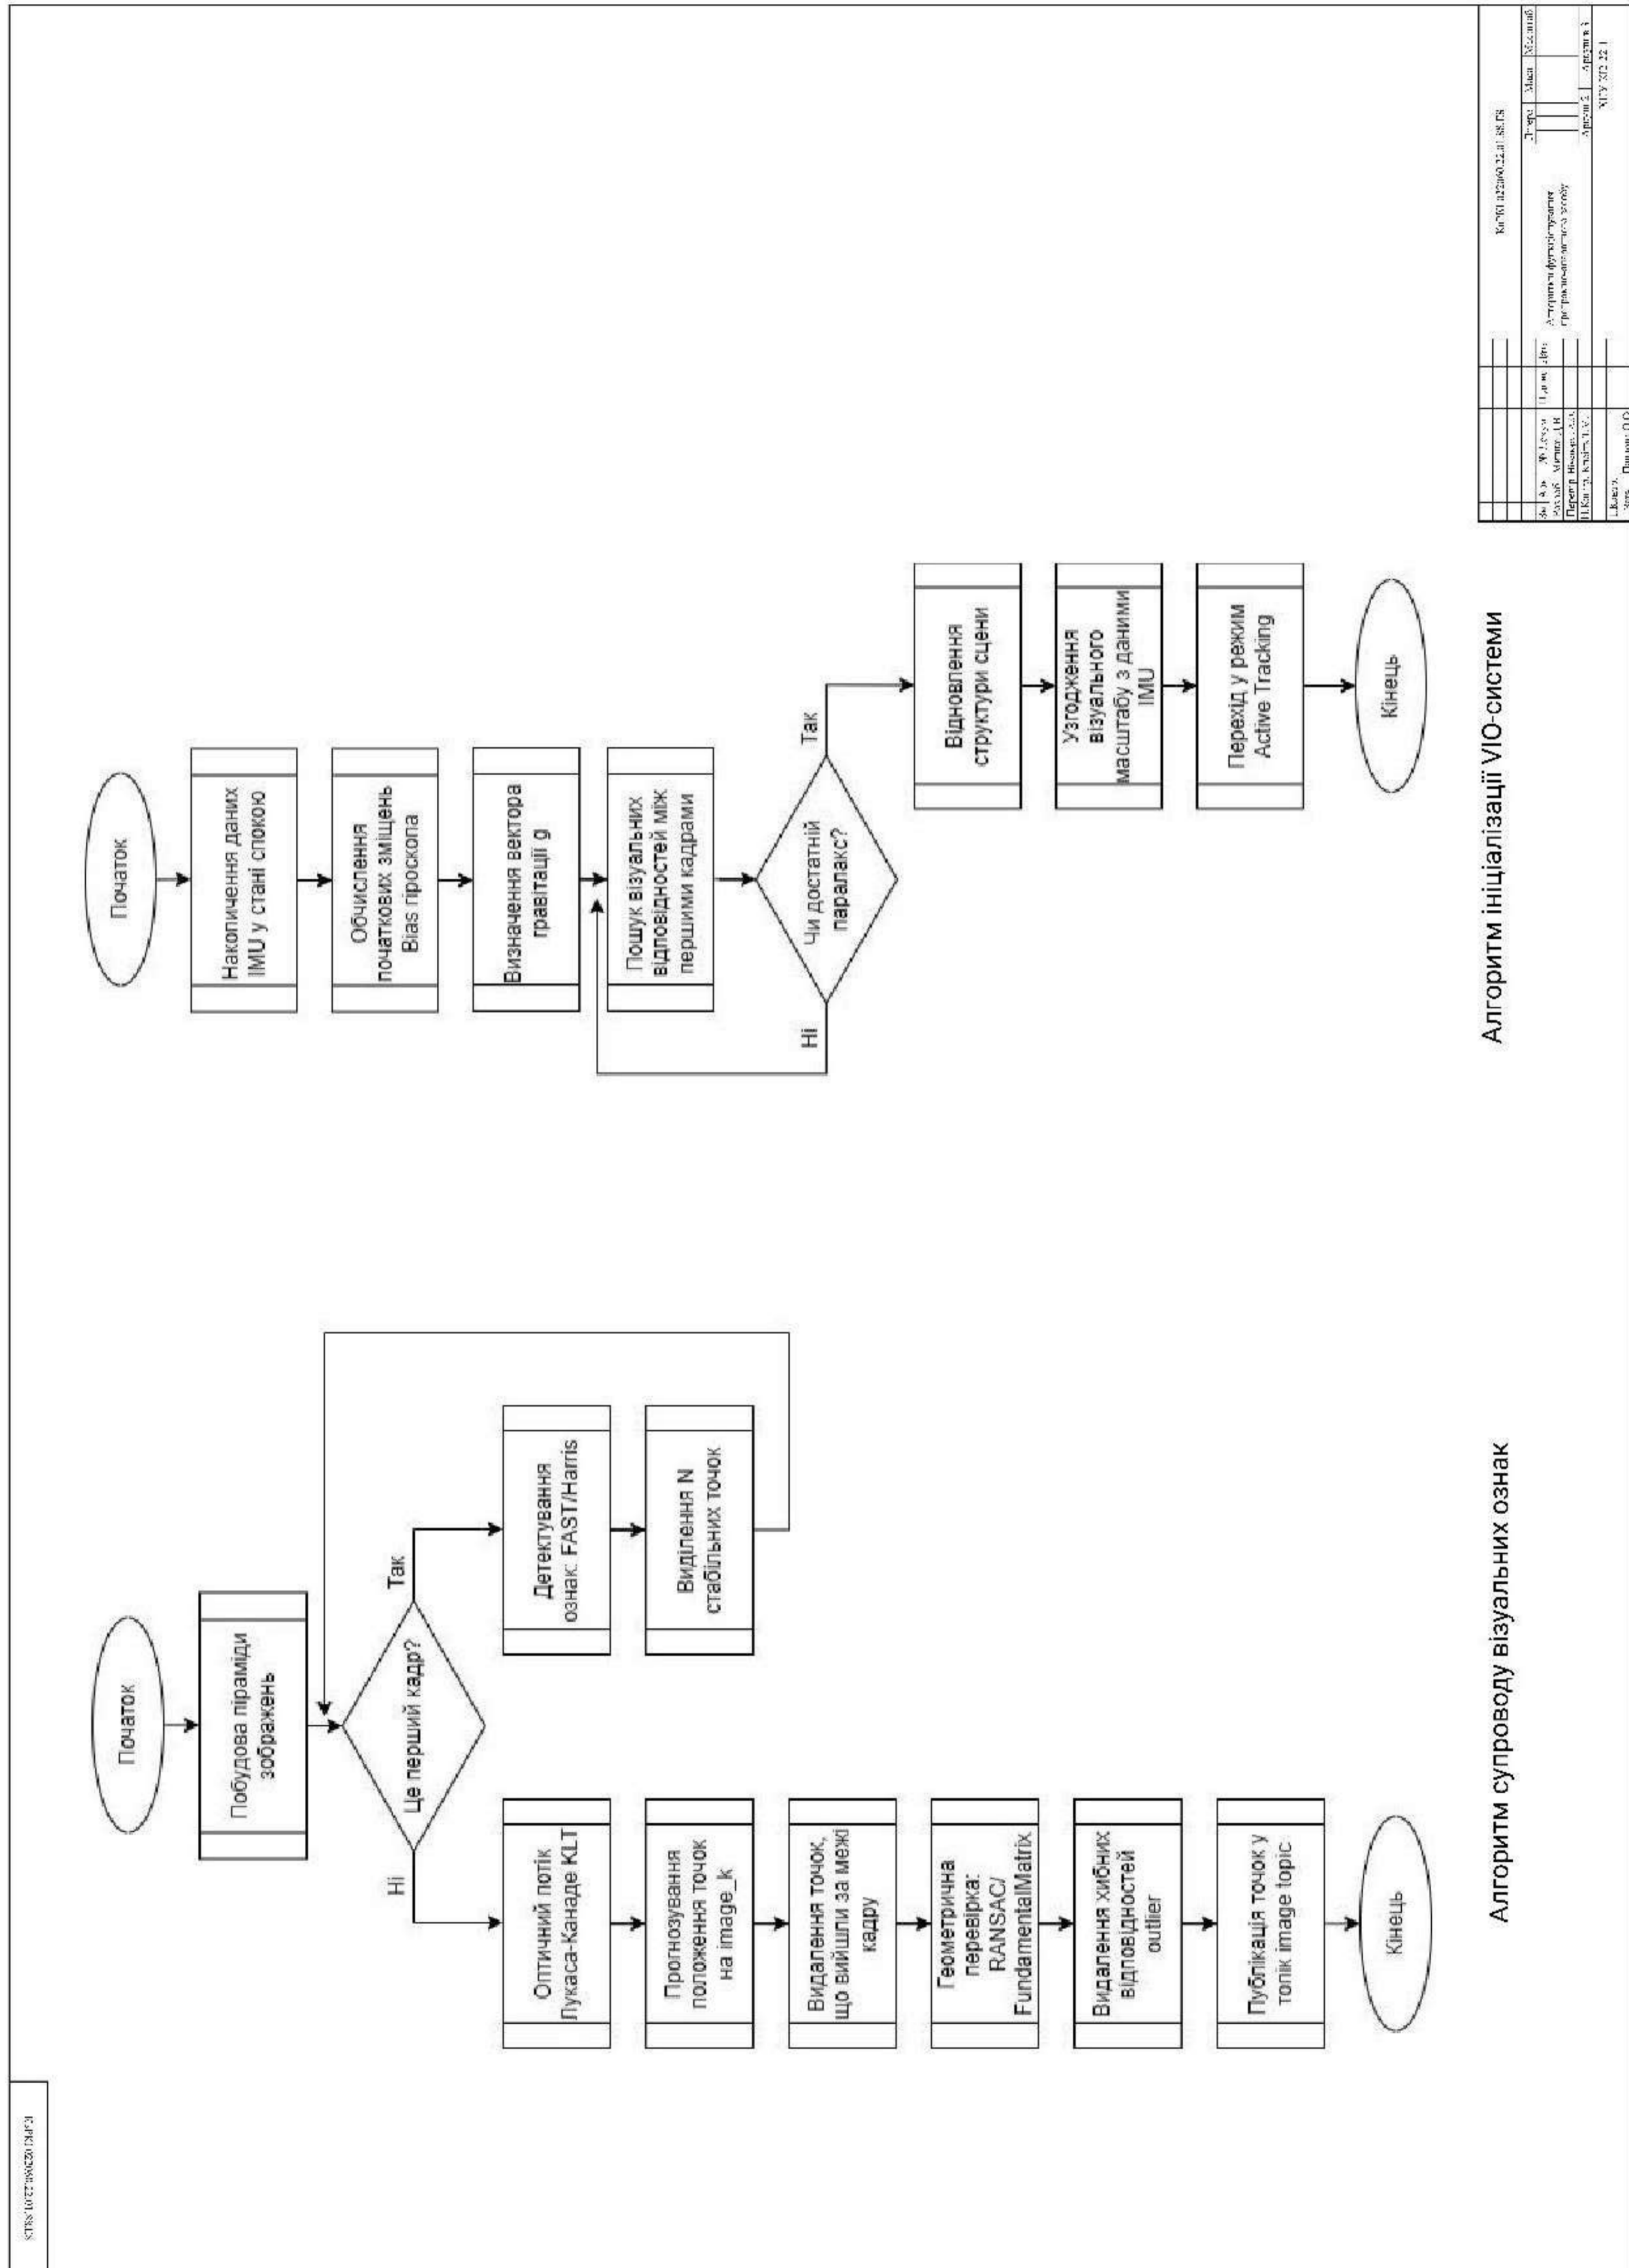 Початок
Побудова піраміди
зображень
Це перший кадр?
Ні
Так
Оптичний потік
Лукаса-Канаде KLT
Прогнозування
положення точок
на image_k
Видалення точок,
що вийшли за межі
кадру
Геометрична
перевірка:
RANSAC/
FundamentalMatrix
Видалення хибних
відповідностей
outlier
Публікація точок у
топік image topic
Кінець
Детектування
ознак: FAST/Harris
Виділення N
стабільних точок
Алгоритм супроводу візуальних ознак
Початок
Накопичення даних
IMU у стані спокою
Обчислення
початкових зміщень
Bias гіроскопа
Визначення вектора
гравітації g
Пошук візуальних
відповідностей між
першими кадрами
Чи достатній
паралакс?
Ні
Так
Відновлення
структури сцени
Узгодження
візуального
масштабу з даними
IMU
Перехід у режим
Active Tracking
Кінець
Алгоритм ініціалізації VIO-системи
Маса
Масштаб